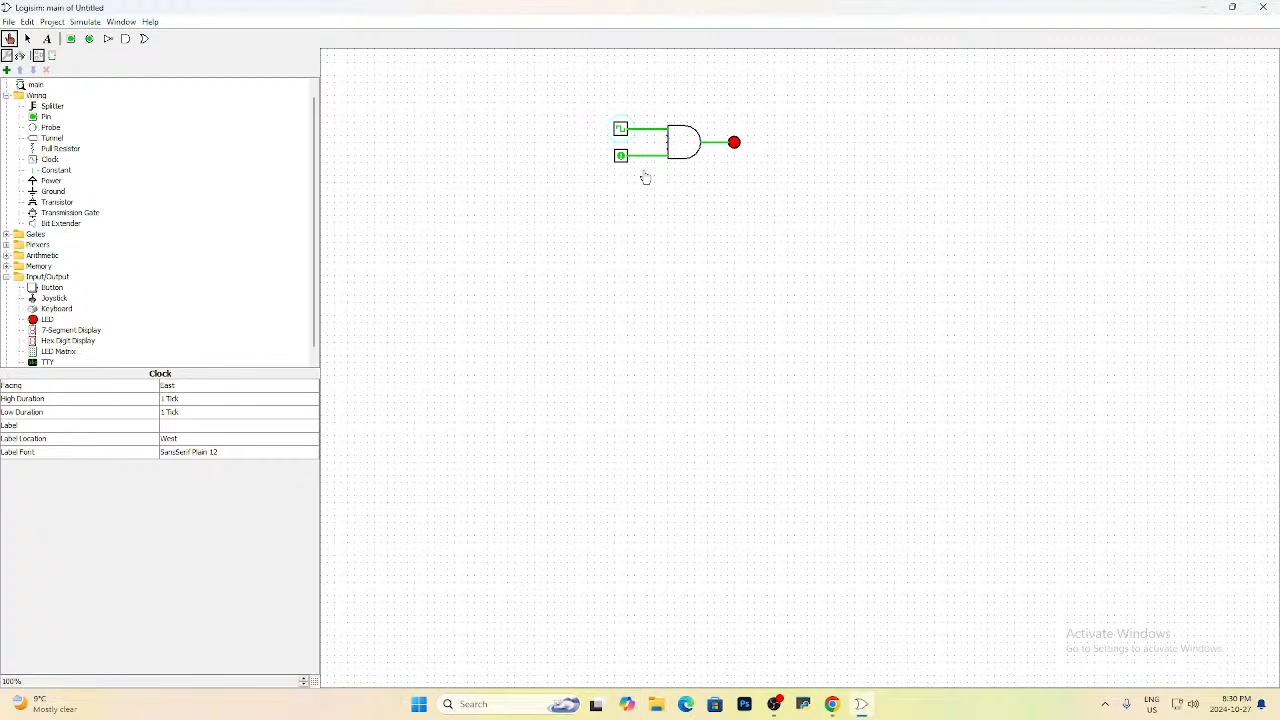 Logisim: main of Untitled
File Edit Project Simulate Window Help
A
main
Wiring
Splitter
Pin
Probe
Tunnel
Pull Resistor
Clock
Constant
Power
Ground
Transistor
Transmission Gate
Bit Extender
Gates
Plexers
Arithmetic
Memory
Input/Output
Button
Joystick
Keyboard
LED
7-Segment Display
Hex Digit Display
LED Matrix
TTY
Clock
Facing East
High Duration 1 Tick
Low Duration 1 Tick
Label
Label Location West
Label Font SansSerif Plain 12
100%
1
Activate Windows
Go to Settings to activate Windows.
9°C
Mostly clear
Search
Ps
ENG
US
8:30 PM
2024-10-27